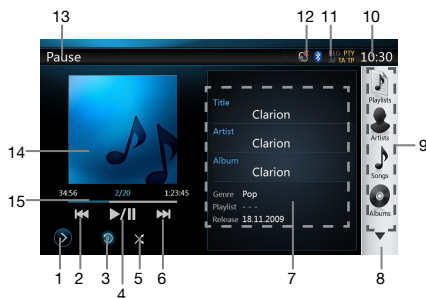 13
12
11
10
Pause
REG PTY
AF TA TP
10:30
Playlists
Artists
Songs
Albums
9
Title
Clarion
Artist
Clarion
Album
Clarion
Genre Pop
Playlist - - -
Release 18.11.2009
14
34:56 2/20 1:23:45
15
1
2
3
4
5
6
7
8